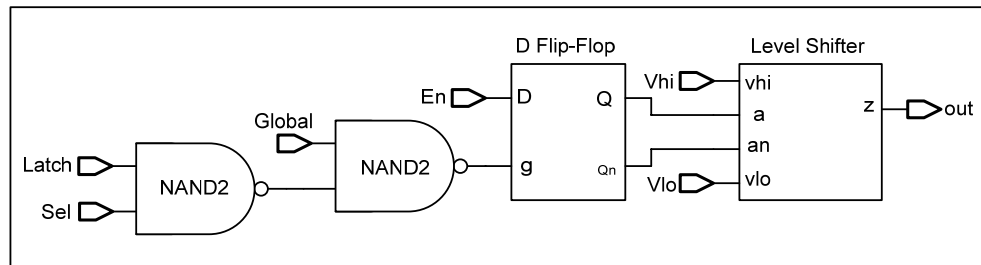 D Flip-Flop
Level Shifter
En
D
Q
Vhi
vhi
a
z
out
Global
NAND2
g
Qn
an
Vlo
vlo
Latch
Sel
NAND2